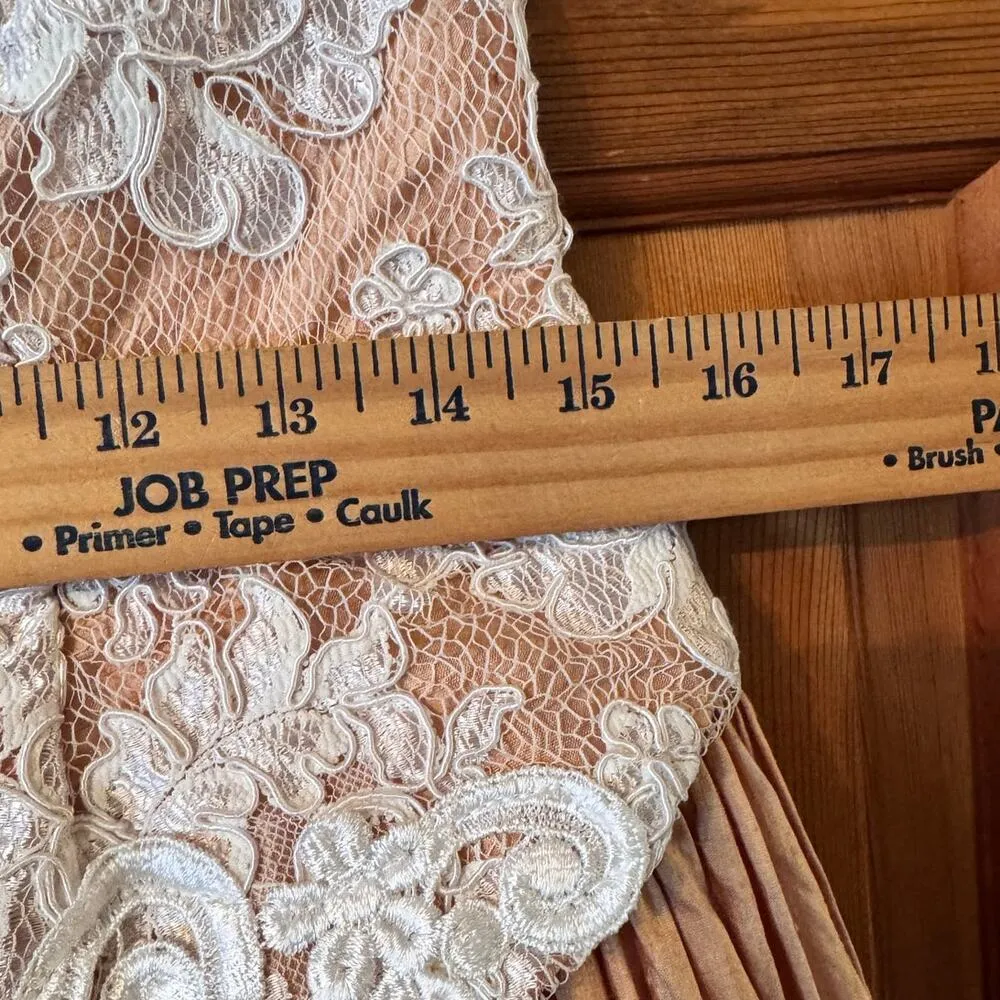 12 13 14 15 16 17
JOB PREP
• Primer • Tape • Caulk
• Brush •